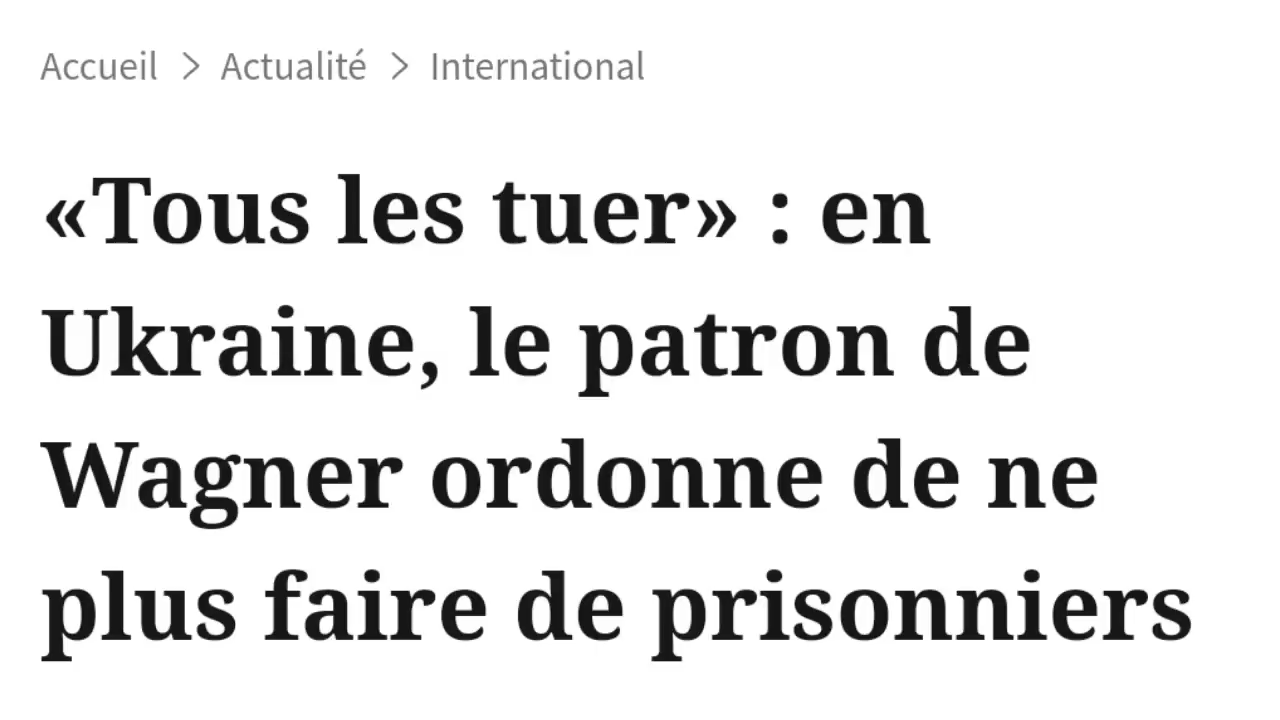 Accueil > Actualité > International
«Tous les tuer» : en
Ukraine, le patron de
Wagner ordonne de ne
plus faire de prisonniers